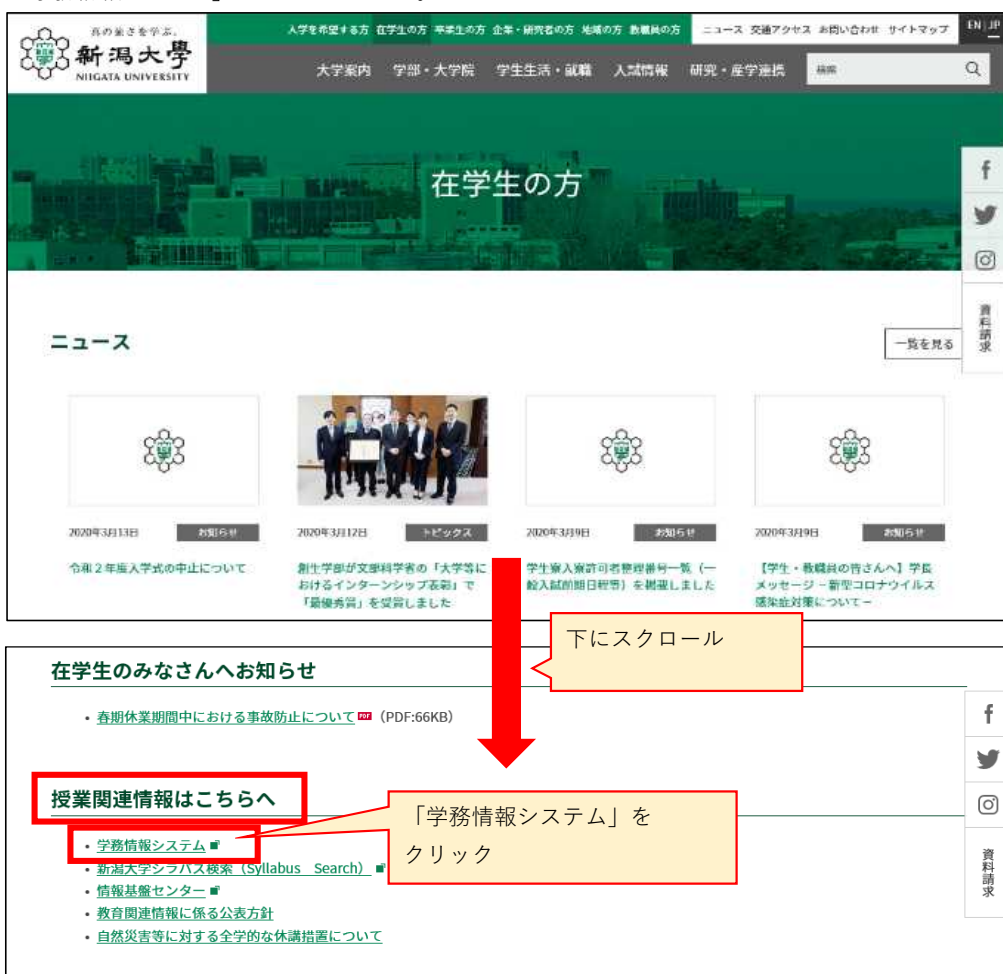 真の強さを学ぶ。
新潟大學
NIIGATA UNIVERSITY
入学を希望する方 在学生の方 卒業生の方 企業・研究者の方 地域の方 教職員の方
ニュース 交通アクセス お問い合わせ サイトマップ
EN | JP
大学案内 学部・大学院 学生生活・就職 入試情報 研究・産学連携
検索
在学生の方
資料請求
ニュース
一覧を見る
2020年3月13日 お知らせ
令和2年度入学式の中止について
2020年3月12日 トピックス
創生学部が文部科学省の「大学等に
おけるインターンシップ表彰」で
「最優秀賞」を受賞しました
2020年3月9日 お知らせ
学生寮入寮許可者整理番号一覧(一
般入試前期日程等)を掲載しました
2020年3月9日 お知らせ
【学生・教職員の皆さんへ】学長
メッセージ －新型コロナウイルス
感染症対策について－
下にスクロール
在学生のみなさんへお知らせ
・春期休業期間中における事故防止について PDF (PDF:66KB)
授業関連情報はこちらへ
「学務情報システム」を
クリック
・学務情報システム
・新潟大学シラバス検索(Syllabus Search)
・情報基盤センター
・教育関連情報に係る公表方針
・自然災害等に対する全学的な休講措置について
資料請求